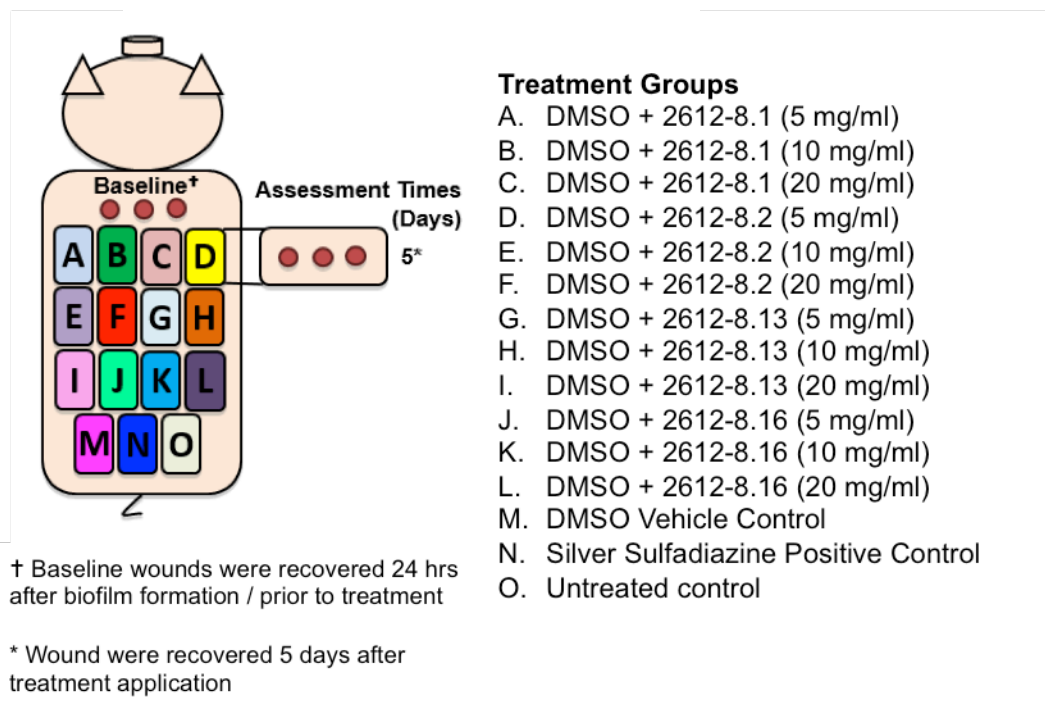 Baseline†
Assessment Times
(Days)
A B C D
5*
E F G H
I J K L
M N O
† Baseline wounds were recovered 24 hrs
after biofilm formation / prior to treatment
* Wound were recovered 5 days after
treatment application
Treatment Groups
A. DMSO + 2612-8.1 (5 mg/ml)
B. DMSO + 2612-8.1 (10 mg/ml)
C. DMSO + 2612-8.1 (20 mg/ml)
D. DMSO + 2612-8.2 (5 mg/ml)
E. DMSO + 2612-8.2 (10 mg/ml)
F. DMSO + 2612-8.2 (20 mg/ml)
G. DMSO + 2612-8.13 (5 mg/ml)
H. DMSO + 2612-8.13 (10 mg/ml)
I. DMSO + 2612-8.13 (20 mg/ml)
J. DMSO + 2612-8.16 (5 mg/ml)
K. DMSO + 2612-8.16 (10 mg/ml)
L. DMSO + 2612-8.16 (20 mg/ml)
M. DMSO Vehicle Control
N. Silver Sulfadiazine Positive Control
O. Untreated control